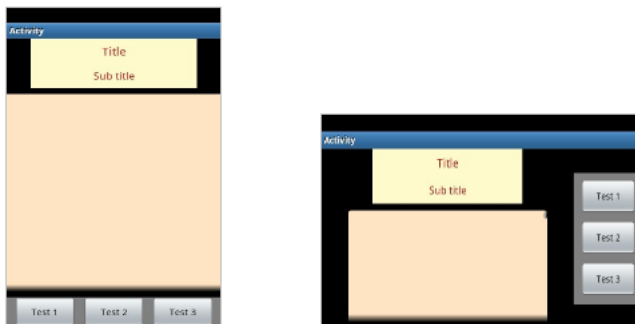 Activity
Title
Sub title
Test 1 Test 2 Test 3
Activity
Title
Sub title
Test 1
Test 2
Test 3